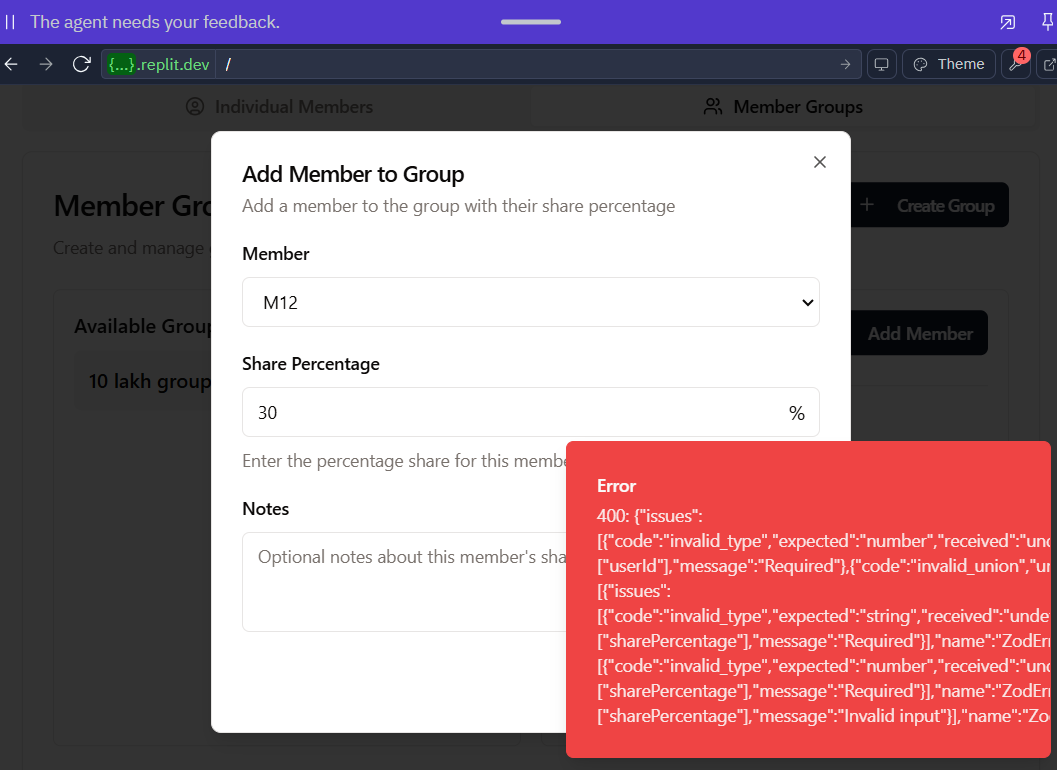 The agent needs your feedback.
{...}.replit.dev /
Theme
4
Individual Members
Member Groups
Add Member to Group
Add a member to the group with their share percentage
Member Gro
Create Group
Create and manage
Member
M12
Available Group
Add Member
Share Percentage
10 lakh group
30 %
Enter the percentage share for this membe
Notes
Optional notes about this member's sha
Error
400: {"issues":
[{"code":"invalid_type","expected":"number","received":"und
["userId"],"message":"Required"},{"code":"invalid_union","un
[{"issues":
[{"code":"invalid_type","expected":"string","received":"unde
["sharePercentage"],"message":"Required"}],"name":"ZodErr
[{"code":"invalid_type","expected":"number","received":"und
["sharePercentage"],"message":"Required"}],"name":"ZodErr
["sharePercentage"],"message":"Invalid input"}],"name":"Zo